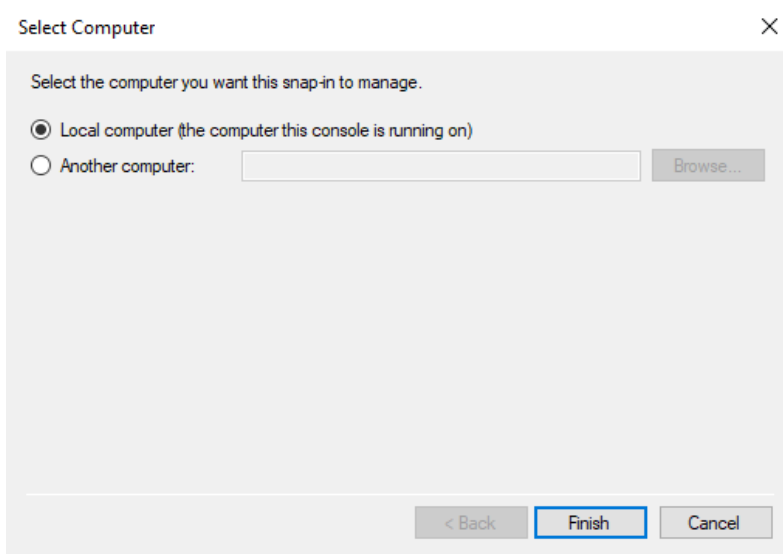 Select Computer
Select the computer you want this snap-in to manage.
Local computer (the computer this console is running on)
Another computer:
Browse...
< Back
Finish
Cancel